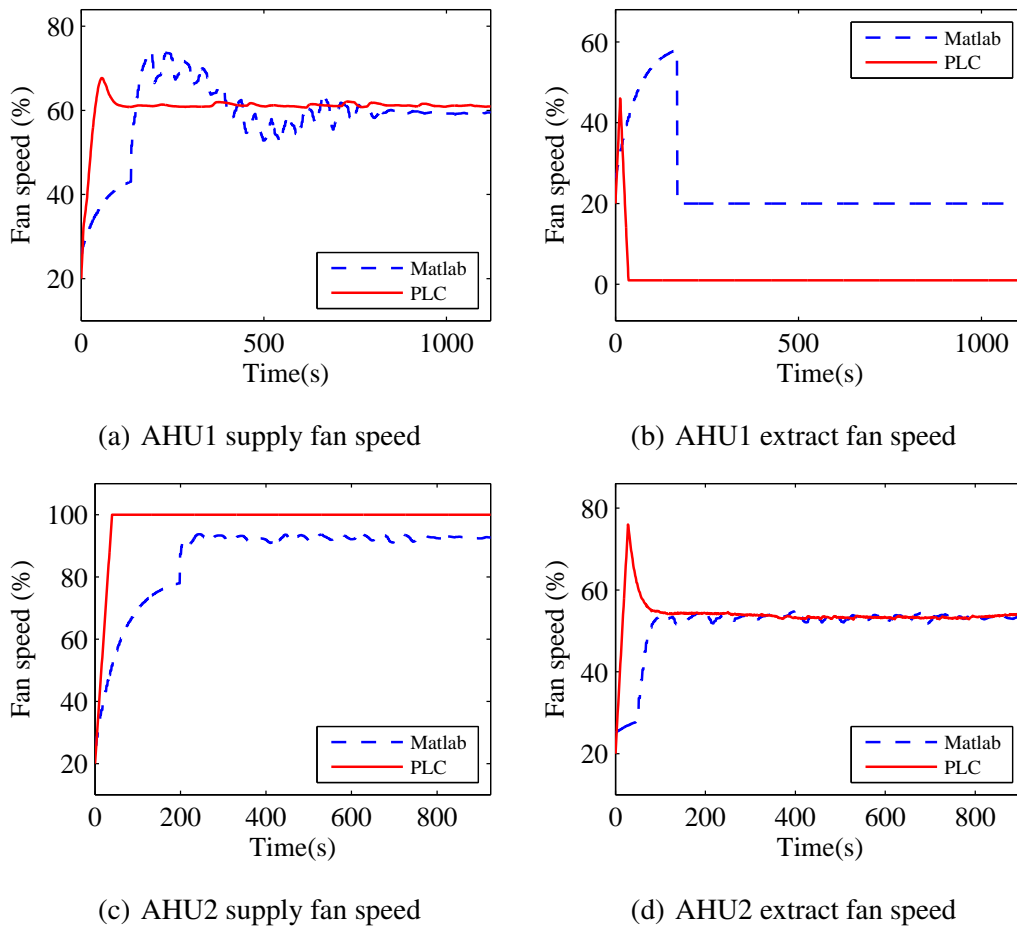 80
60
40
20
Fan speed (%)
Matlab
PLC
0
500
1000
Time(s)
(a) AHU1 supply fan speed
60
40
20
0
Fan speed (%)
Matlab
PLC
0
500
1000
Time(s)
(b) AHU1 extract fan speed
100
80
60
40
20
Fan speed (%)
Matlab
PLC
0
200
400
600
800
Time(s)
(c) AHU2 supply fan speed
80
60
40
20
Fan speed (%)
Matlab
PLC
0
200
400
600
800
Time(s)
(d) AHU2 extract fan speed